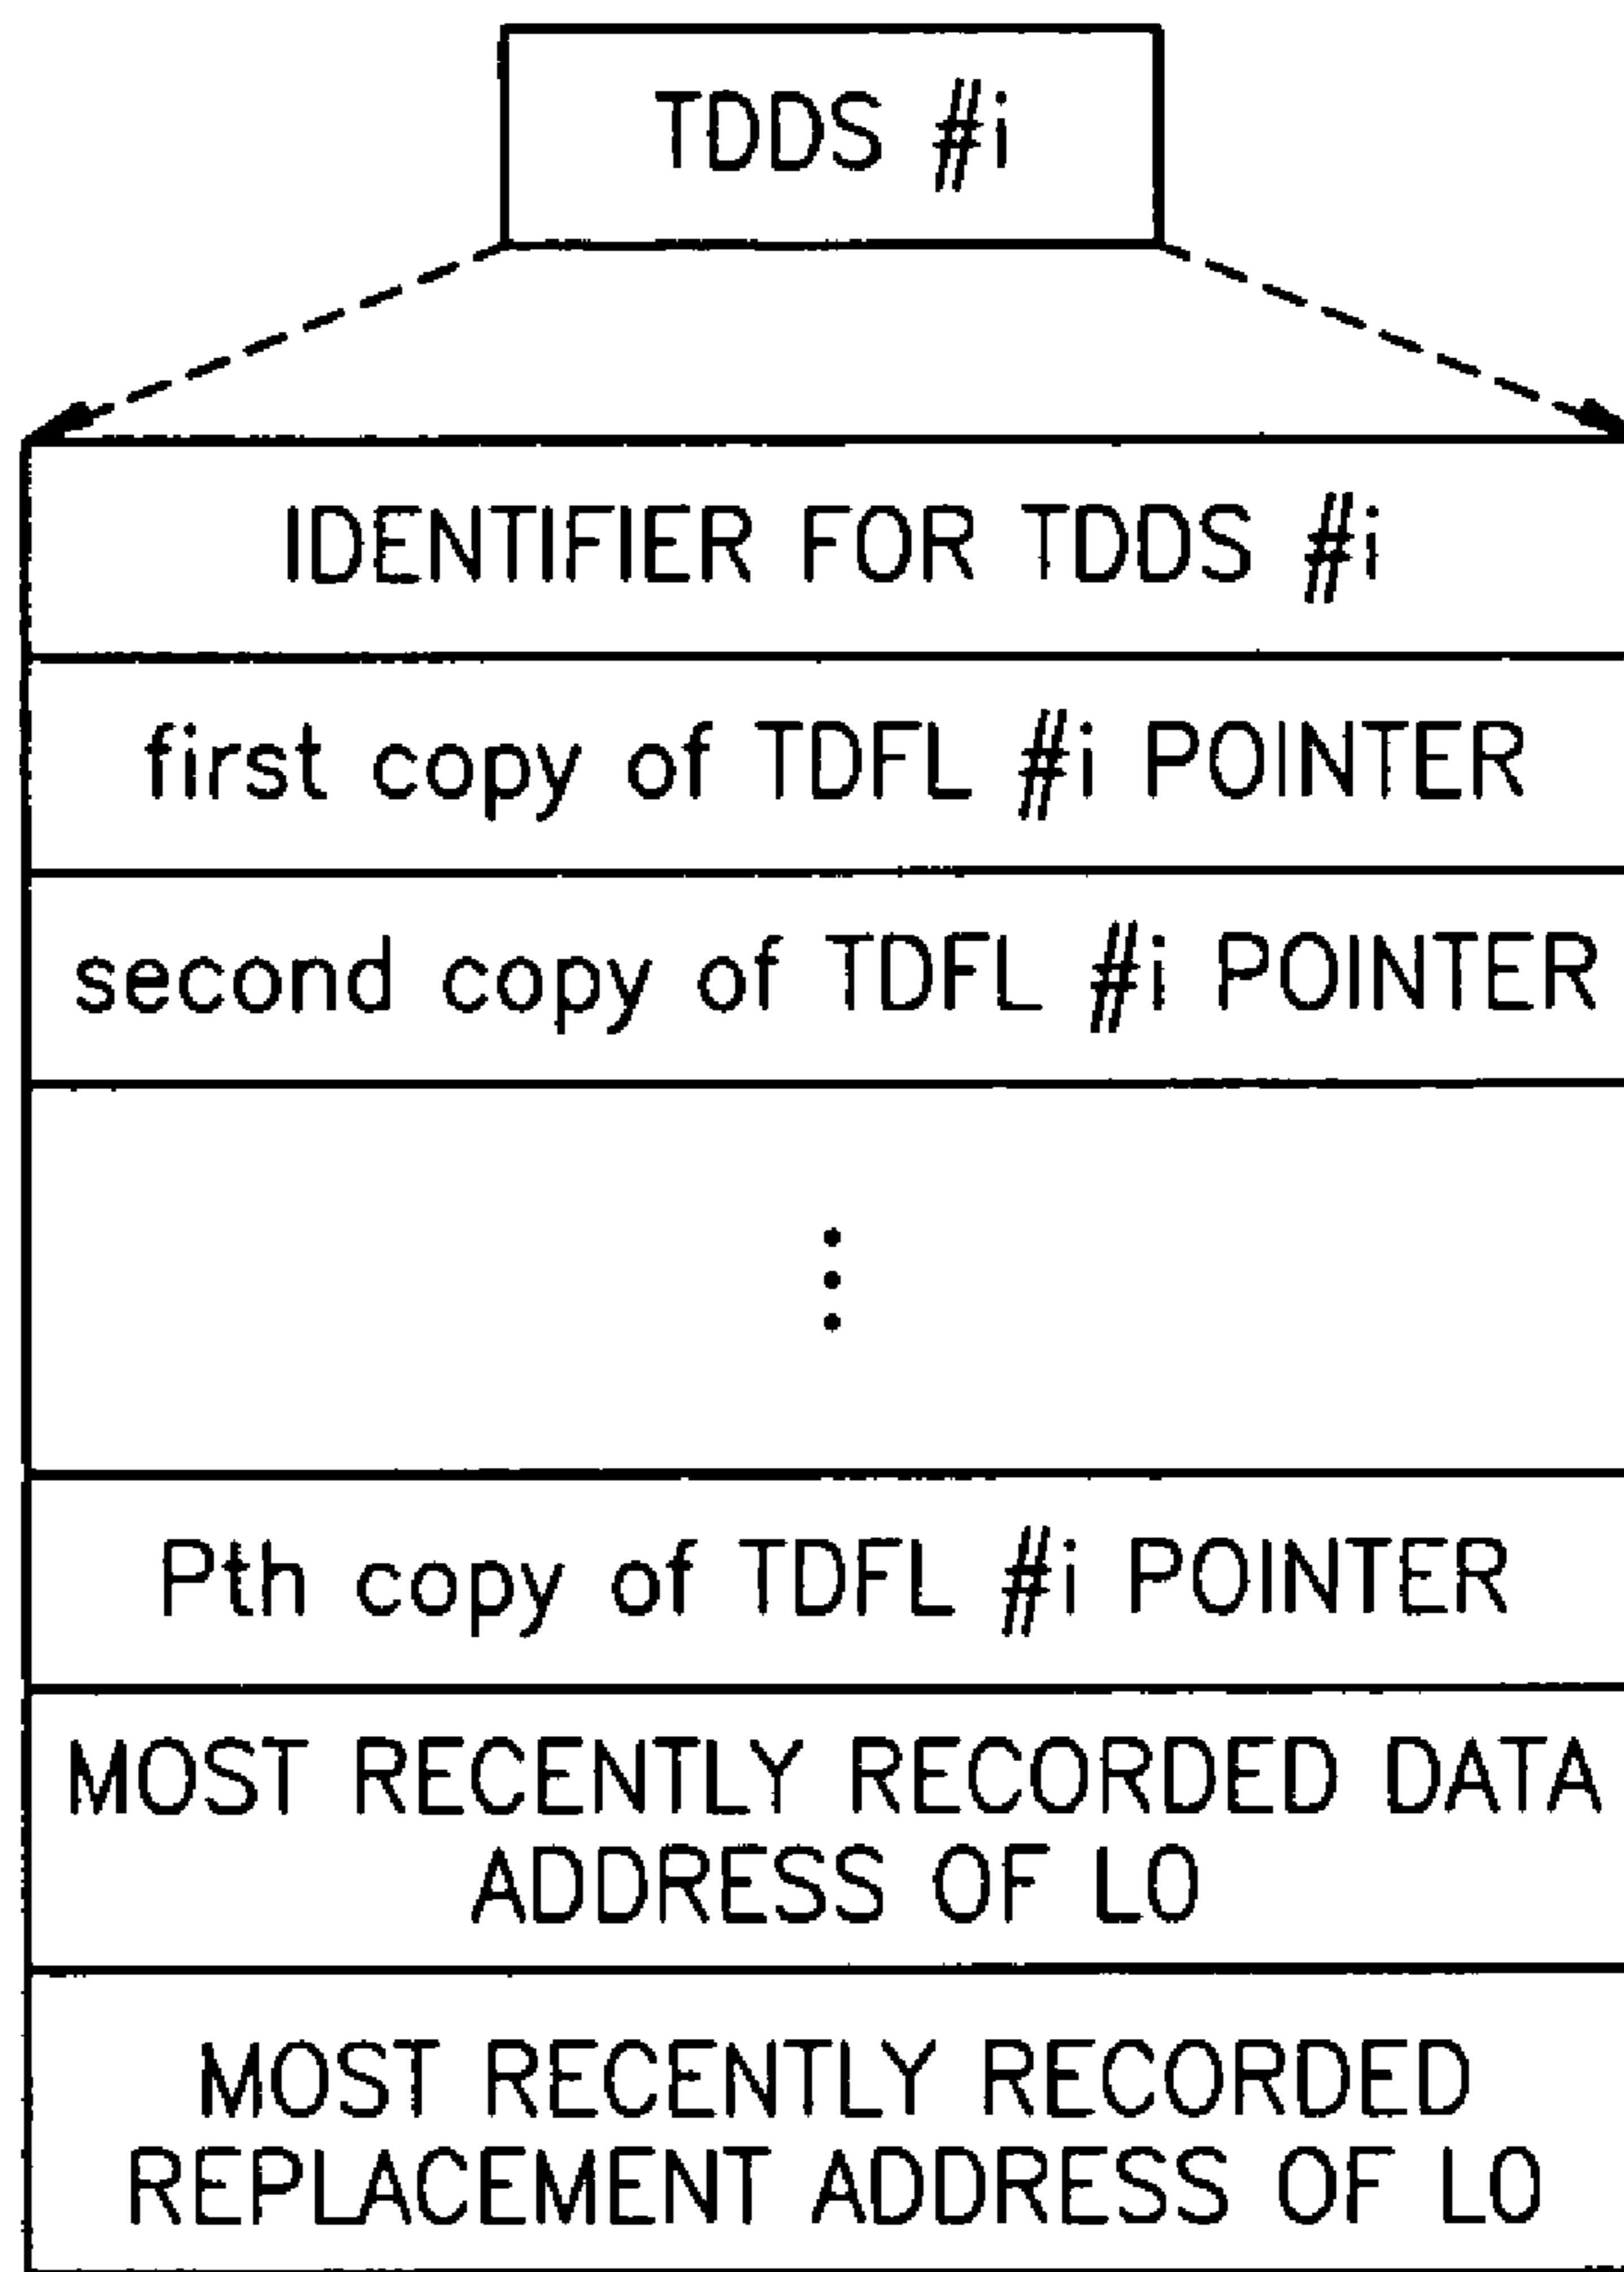 TDDS #i
IDENTIFIER FOR TDDS #i
first copy of TDFL #i POINTER
second copy of TDFL #i POINTER
Pth copy of TDFL #i POINTER
MOST RECENTLY RECORDED DATA
ADDRESS OF L0
MOST RECENTLY RECORDED
REPLACEMENT ADDRESS OF L0